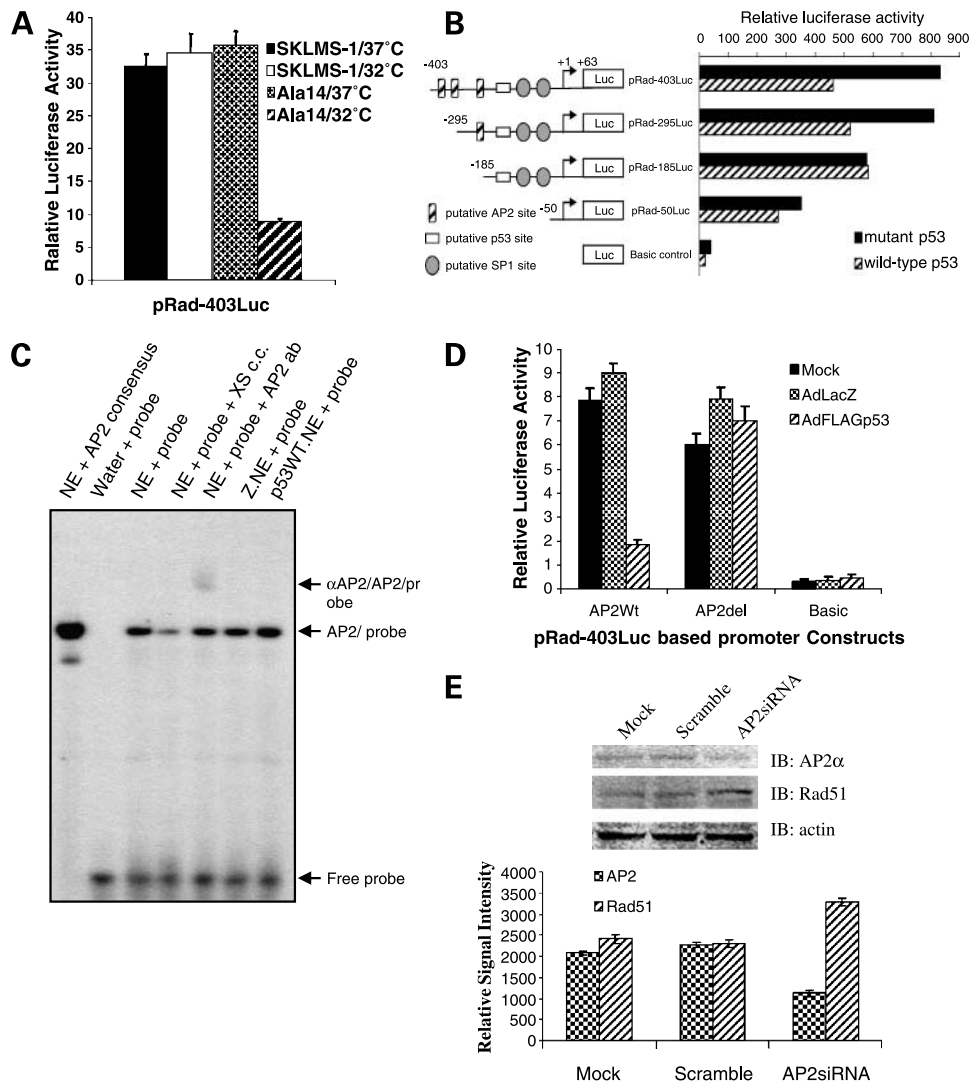 A
Ralative Luciferase Activity
40
35
30
25
20
15
10
5
0
SKLMS-1/37°C
SKLMS-1/32°C
Ala14/37°C
Ala14/32°C
pRad-403Luc
B
Relative luciferase activity
0 100 200 300 400 500 600 700 800 900
-403 +1 +63
Luc pRad-403Luc
-295
Luc pRad-295Luc
-185
Luc pRad-185Luc
-50
Luc pRad-50Luc
Luc Basic control
putative AP2 site
putative p53 site
putative SP1 site
mutant p53
wild-type p53
C
NE + AP2 consensus
Water + probe
NE + probe
NE + probe + XS c.c.
NE + probe + AP2 ab
Z.NE + probe
p53WT.NE + probe
αAP2/AP2/pr
obe
AP2/ probe
Free probe
D
Relative Luciferase Activity
10
9
8
7
6
5
4
3
2
1
0
Mock
AdLacZ
AdFLAGp53
AP2Wt AP2del Basic
pRad-403Luc based promoter Constructs
E
Mock
Scramble
AP2siRNA
IB: AP2α
IB: Rad51
IB: actin
Relative Signal Intensity
4000
3500
3000
2500
2000
1500
1000
500
0
AP2
Rad51
Mock Scramble AP2siRNA